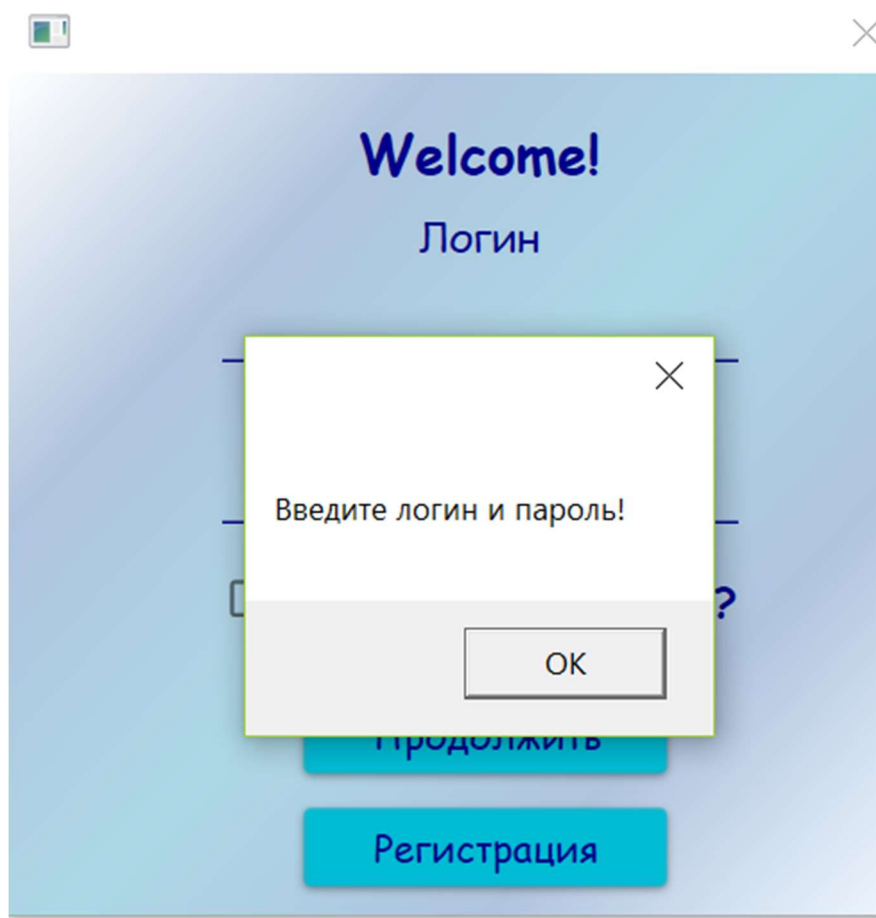 Welcome!
Логин
Введите логин и пароль!
?
OK
Продолжить
Регистрация